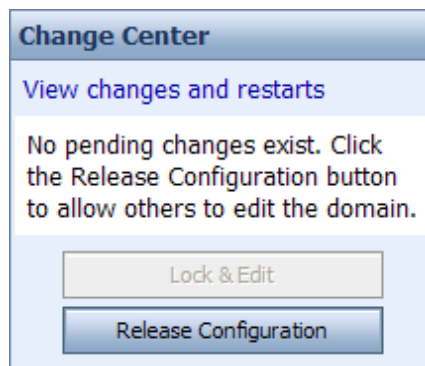 Change Center
View changes and restarts
No pending changes exist. Click
the Release Configuration button
to allow others to edit the domain.
Lock & Edit
Release Configuration